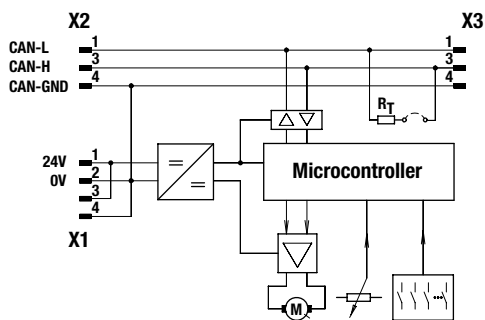 X2 X3
CAN-L 1 1
CAN-H 3 3
CAN-GND 4 4
RT
24V 1
0V 2
3
4
X1
Microcontroller
M